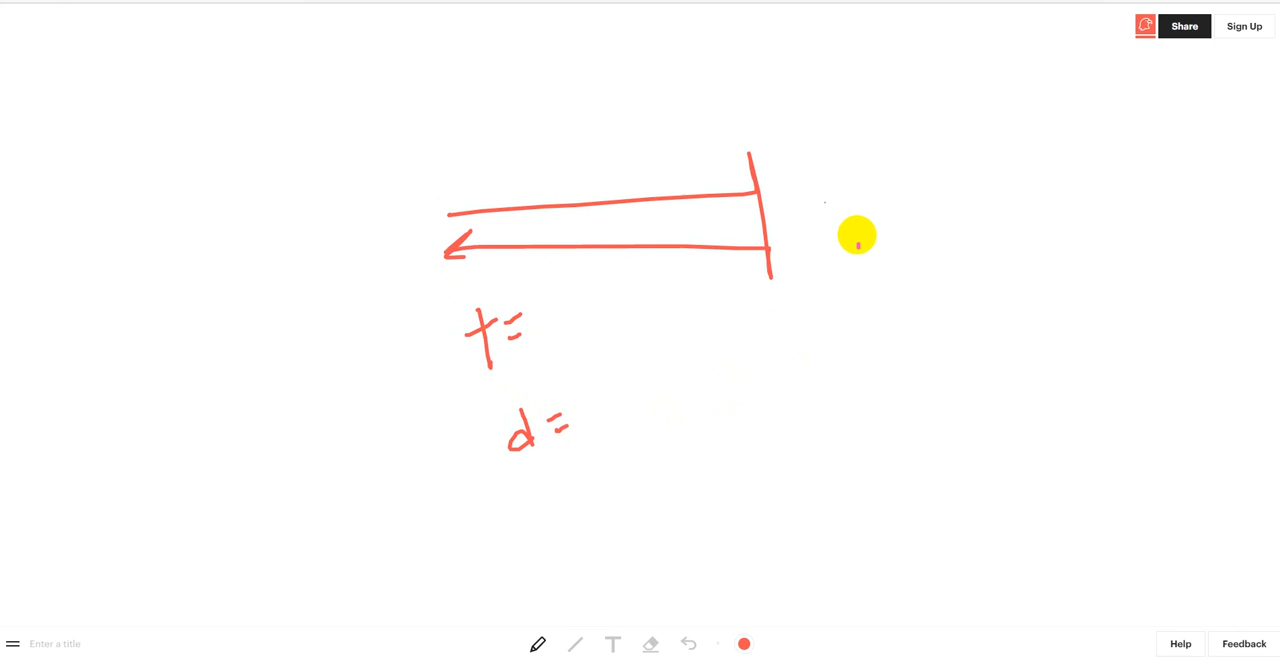 Share Sign Up
t=
d=
Enter a title
T
Help Feedback